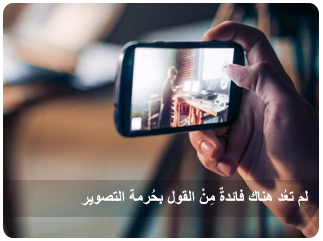 لم تعُد هناك فائدةٌ مِنْ القول بحُرمة التصوير